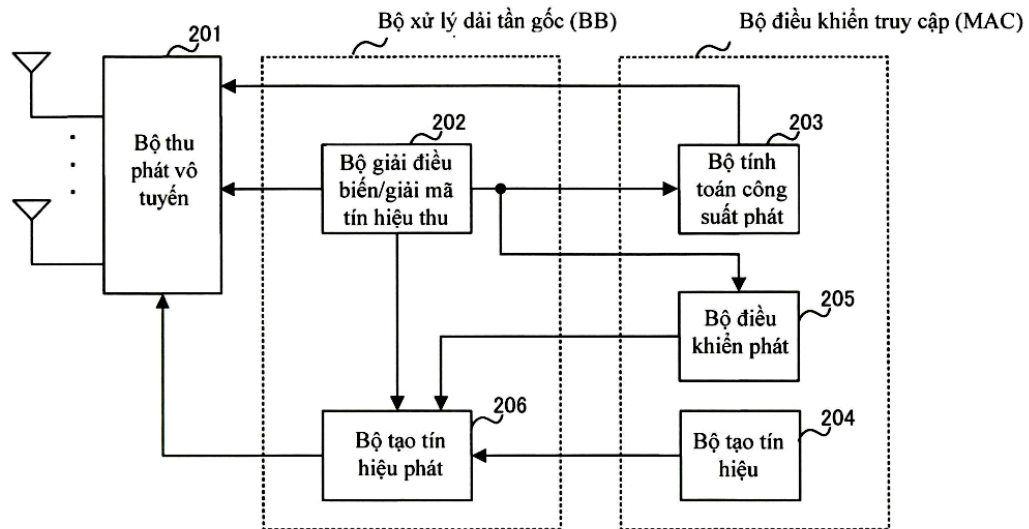 Bộ xử lý dải tần gốc (BB)
Bộ điều khiển truy cập (MAC)
201
Bộ thu
phát vô
tuyến
202
Bộ giải điều
biến/giải mã
tín hiệu thu
203
Bộ tính
toán công
suất phát
205
Bộ điều
khiển phát
206
Bộ tạo tín
hiệu phát
204
Bộ tạo tín
hiệu